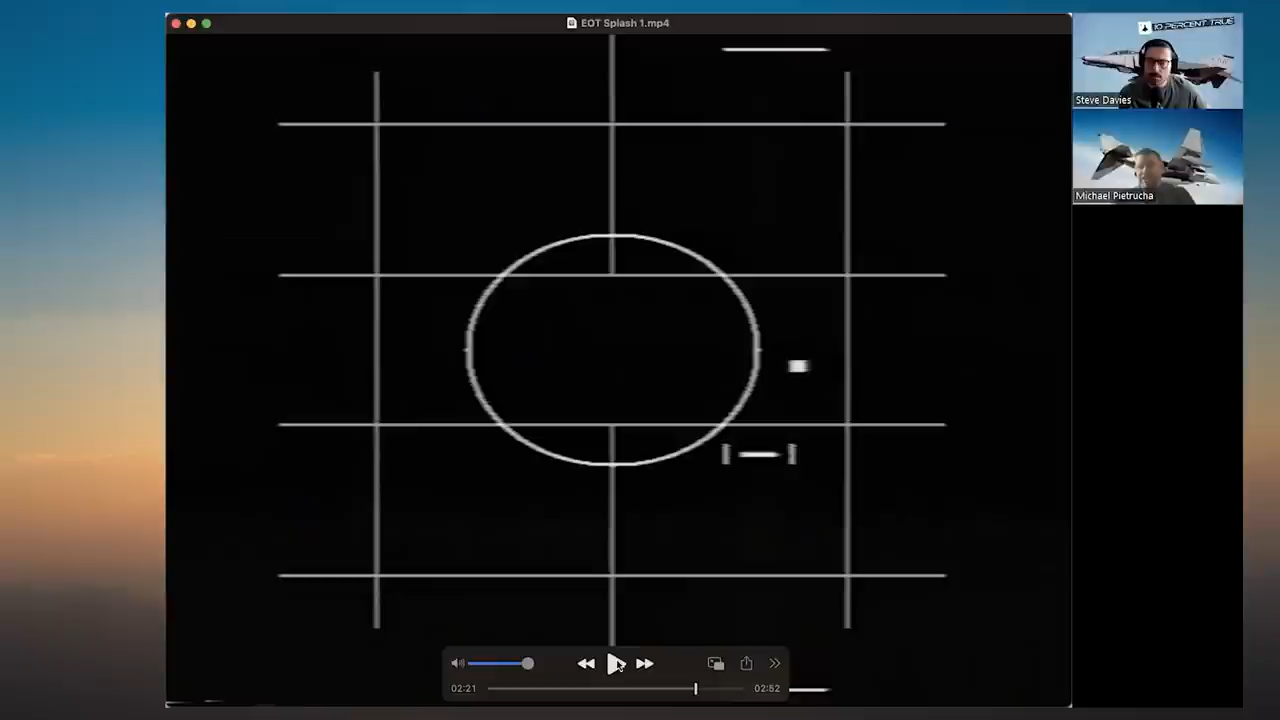 EOT Splash 1.mp4
10 PERCENT TRUE
Steve Davies
Michael Pietrucha
02:21
02:52